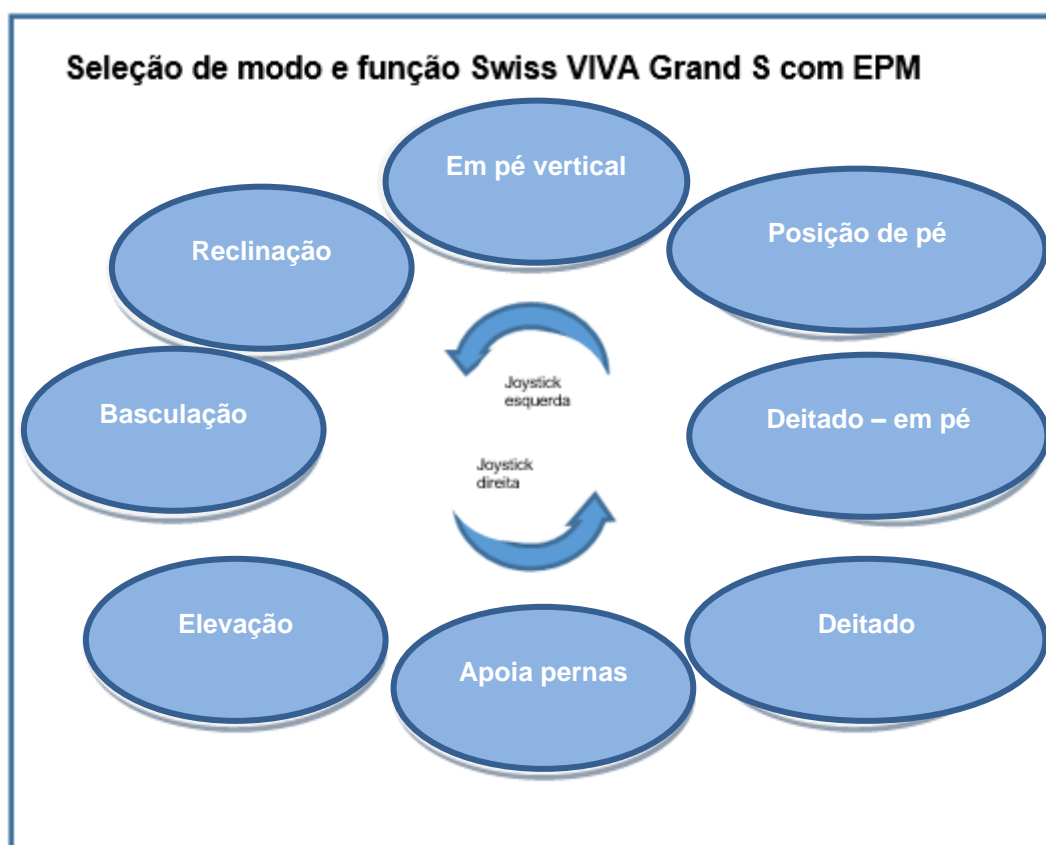 Seleção de modo e função Swiss VIVA Grand S com EPM
Em pé vertical
Posição de pé
Reclinação
Joystick
esquerda
Basculação
Deitado – em pé
Joystick
direita
Elevação
Deitado
Apoia pernas